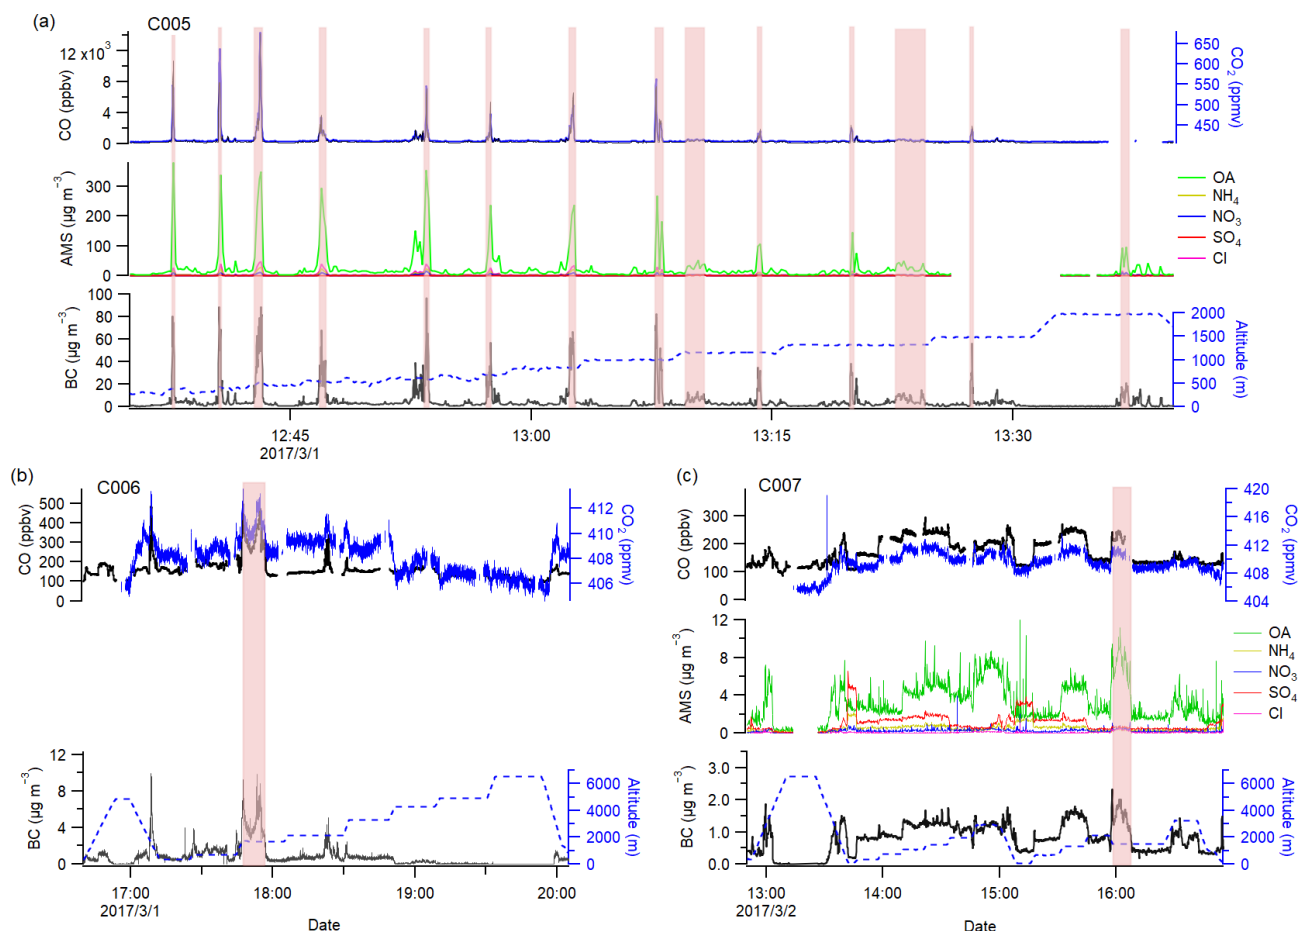 (a)
C005
12 x10³
8
4
0
CO (ppbv)
650
600
550
500
450
CO₂ (ppmv)
300
200
100
0
AMS (µg m⁻³)
OA
NH₄
NO₃
SO₄
Cl
100
80
60
40
20
0
BC (µg m⁻³)
2000
1500
1000
500
0
Altitude (m)
12:45
13:00
13:15
13:30
2017/3/1
(b)
C006
500
400
300
200
100
0
CO (ppbv)
412
410
408
406
CO₂ (ppmv)
12
8
4
0
BC (µg m⁻³)
6000
4000
2000
0
Altitude (m)
17:00
18:00
19:00
20:00
2017/3/1
Date
(c)
C007
300
200
100
0
CO (ppbv)
420
416
412
408
404
CO₂ (ppmv)
12
8
4
0
AMS (µg m⁻³)
OA
NH₄
NO₃
SO₄
Cl
3.0
2.0
1.0
0.0
BC (µg m⁻³)
6000
4000
2000
0
Altitude (m)
13:00
14:00
15:00
16:00
2017/3/2
Date